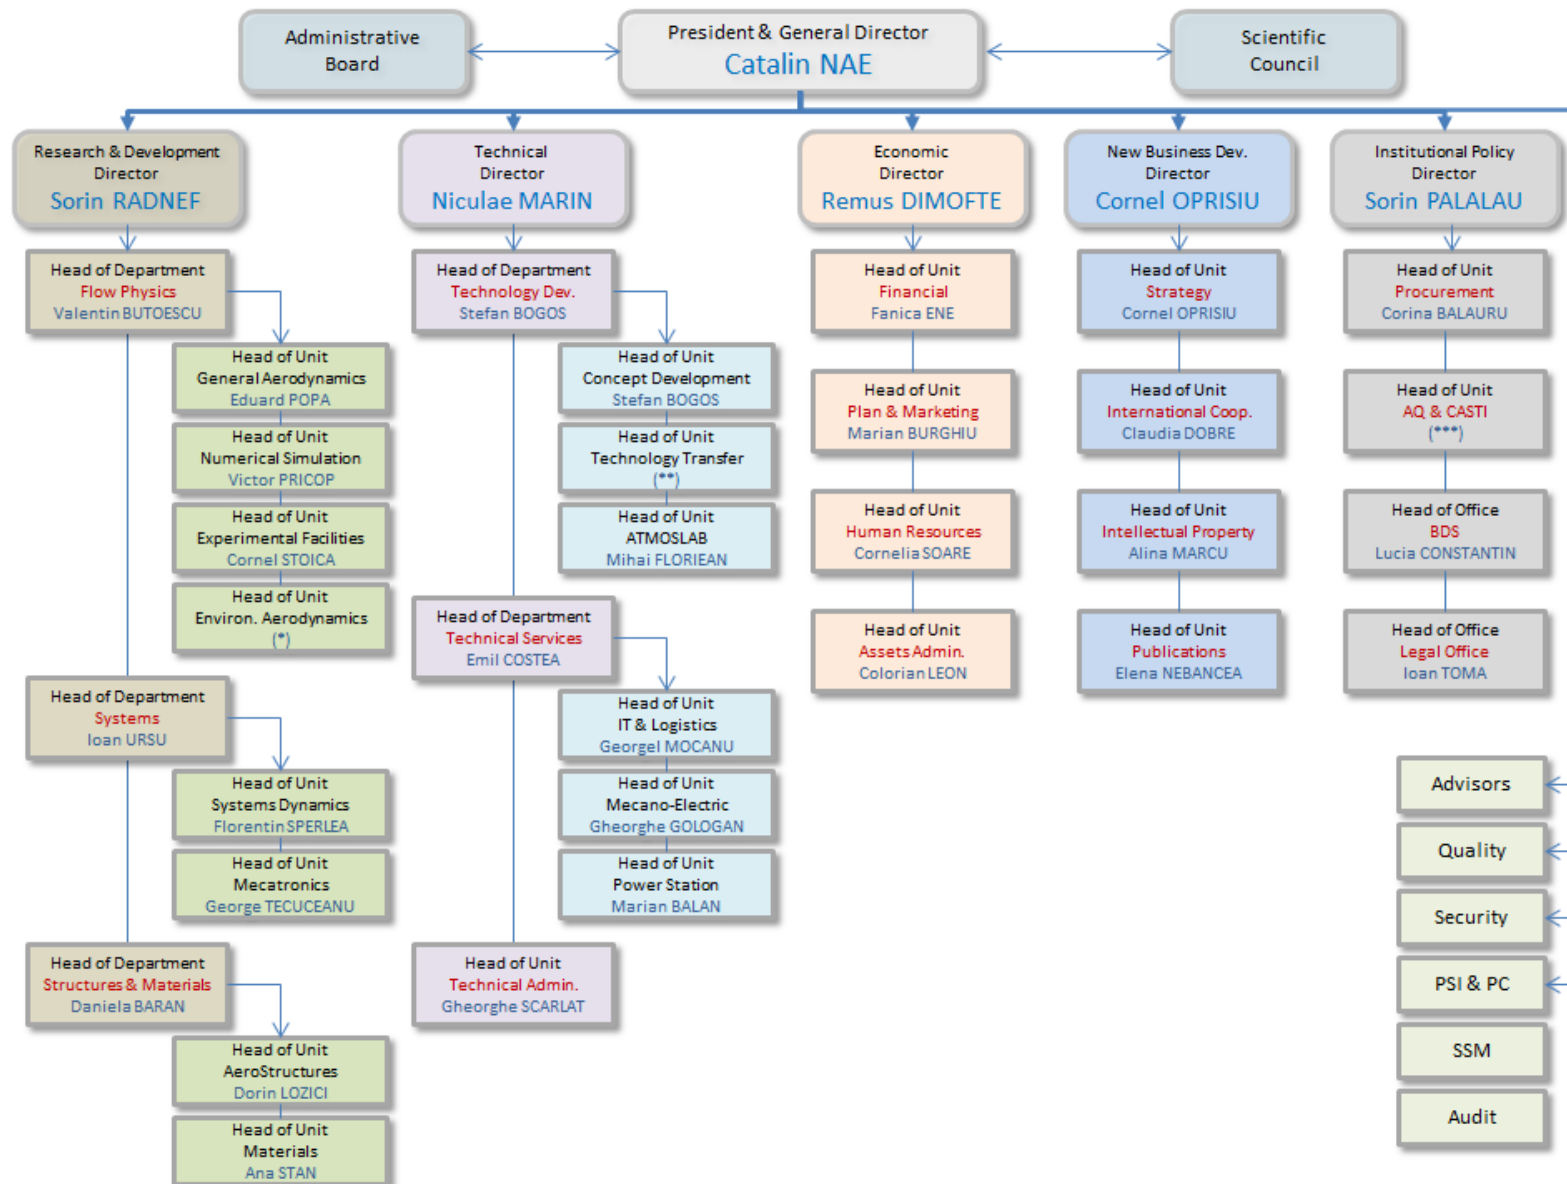 Administrative
Board
President & General Director
Catalin NAE
Scientific
Council
Research & Development
Director
Sorin RADNEF
Technical
Director
Niculae MARIN
Economic
Director
Remus DIMOFTE
New Business Dev.
Director
Cornel OPRISIU
Institutional Policy
Director
Sorin PALALAU
Head of Department
Flow Physics
Valentin BUTOESCU
Head of Unit
General Aerodynamics
Eduard POPA
Head of Unit
Numerical Simulation
Victor PRICOP
Head of Unit
Experimental Facilities
Cornel STOICA
Head of Unit
Environ. Aerodynamics
(*)
Head of Department
Systems
Ioan URSU
Head of Unit
Systems Dynamics
Florentin SPERLEA
Head of Unit
Mecatronics
George TECUCEANU
Head of Department
Structures & Materials
Daniela BARAN
Head of Unit
AeroStructures
Dorin LOZICI
Head of Unit
Materials
Ana STAN
Head of Department
Technology Dev.
Stefan BOGOS
Head of Unit
Concept Development
Stefan BOGOS
Head of Unit
Technology Transfer
(**)
Head of Unit
ATMOSLAB
Mihai FLORIEAN
Head of Department
Technical Services
Emil COSTEA
Head of Unit
IT & Logistics
Georgel MOCANU
Head of Unit
Mecano-Electric
Gheorghe GOLOGAN
Head of Unit
Power Station
Marian BALAN
Head of Unit
Technical Admin.
Gheorghe SCARLAT
Head of Unit
Financial
Fanica ENE
Head of Unit
Plan & Marketing
Marian BURGHIU
Head of Unit
Human Resources
Cornelia SOARE
Head of Unit
Assets Admin.
Colorian LEON
Head of Unit
Strategy
Cornel OPRISIU
Head of Unit
International Coop.
Claudia DOBRE
Head of Unit
Intellectual Property
Alina MARCU
Head of Unit
Publications
Elena NEBANCEA
Head of Unit
Procurement
Corina BALAURU
Head of Unit
AQ & CASTI
(***)
Head of Office
BDS
Lucia CONSTANTIN
Head of Office
Legal Office
Ioan TOMA
Advisors
Quality
Security
PSI & PC
SSM
Audit